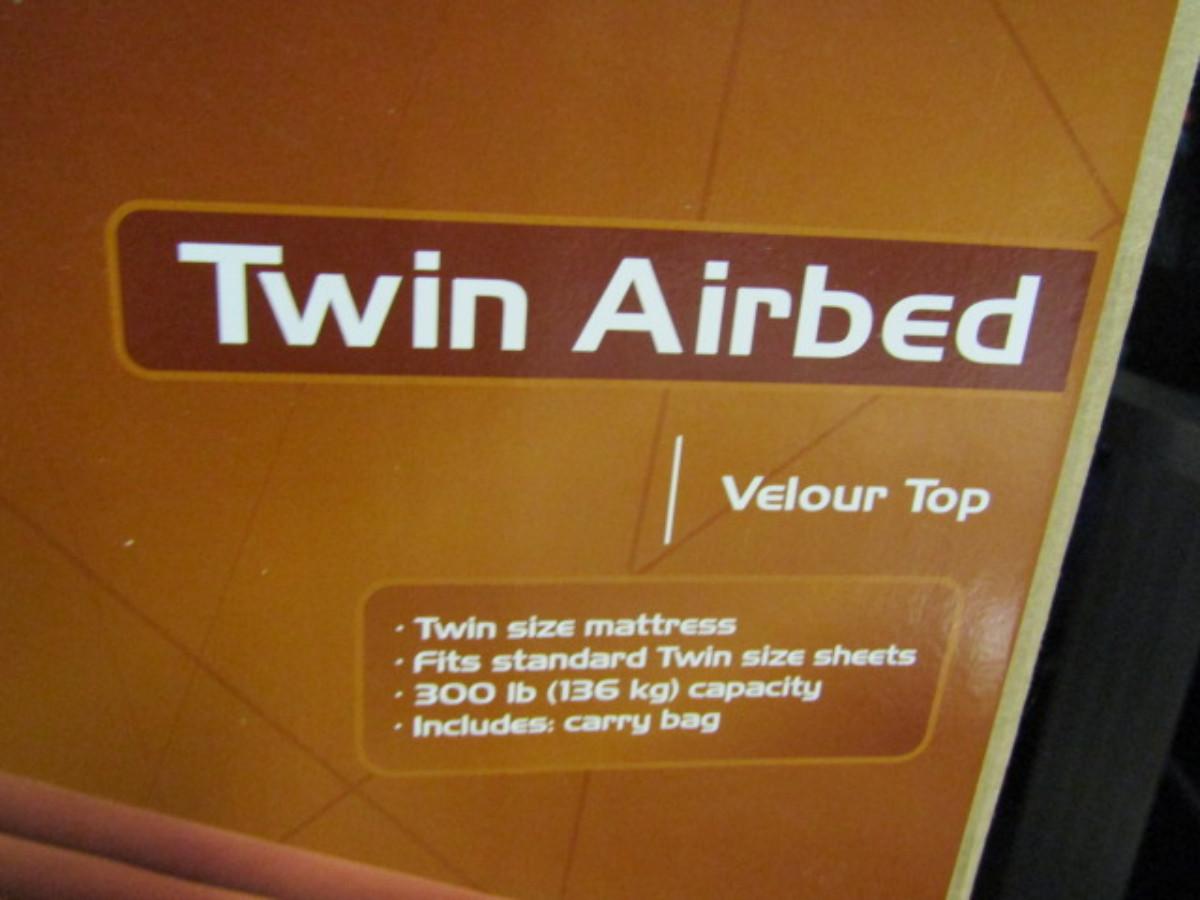 Twin Airbed
Velour Top
· Twin size mattress
· Fits standard Twin size sheets
· 300 lb (136 kg) capacity
· Includes: carry bag